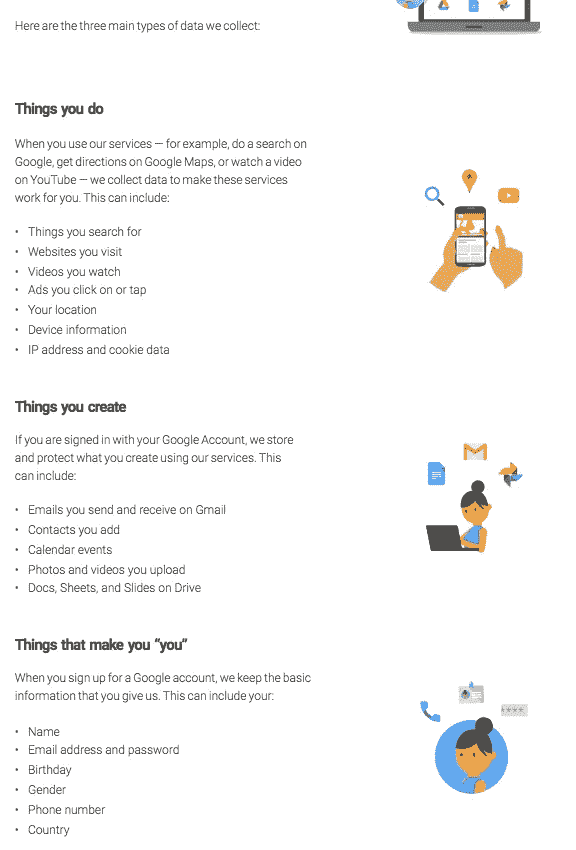 Here are the three main types of data we collect:
Things you do
When you use our services — for example, do a search on
Google, get directions on Google Maps, or watch a video
on YouTube — we collect data to make these services
work for you. This can include:
• Things you search for
• Websites you visit
• Videos you watch
• Ads you click on or tap
• Your location
• Device information
• IP address and cookie data
Things you create
If you are signed in with your Google Account, we store
and protect what you create using our services. This
can include:
• Emails you send and receive on Gmail
• Contacts you add
• Calendar events
• Photos and videos you upload
• Docs, Sheets, and Slides on Drive
Things that make you “you”
When you sign up for a Google account, we keep the basic
information that you give us. This can include your:
• Name
• Email address and password
• Birthday
• Gender
• Phone number
• Country